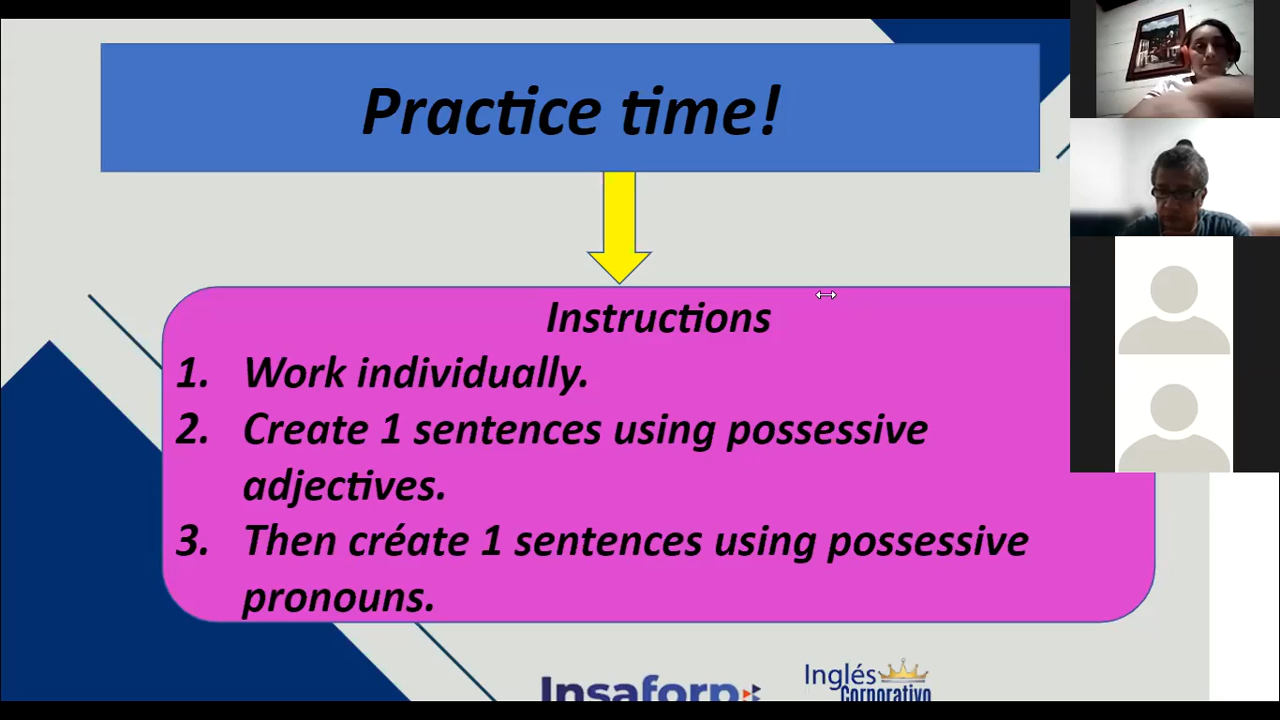 Practice time!
Instructions
1. Work individually.
2. Create 1 sentences using possessive
adjectives.
3. Then créate 1 sentences using possessive
pronouns.
Insaforp
Inglés
Corporativo